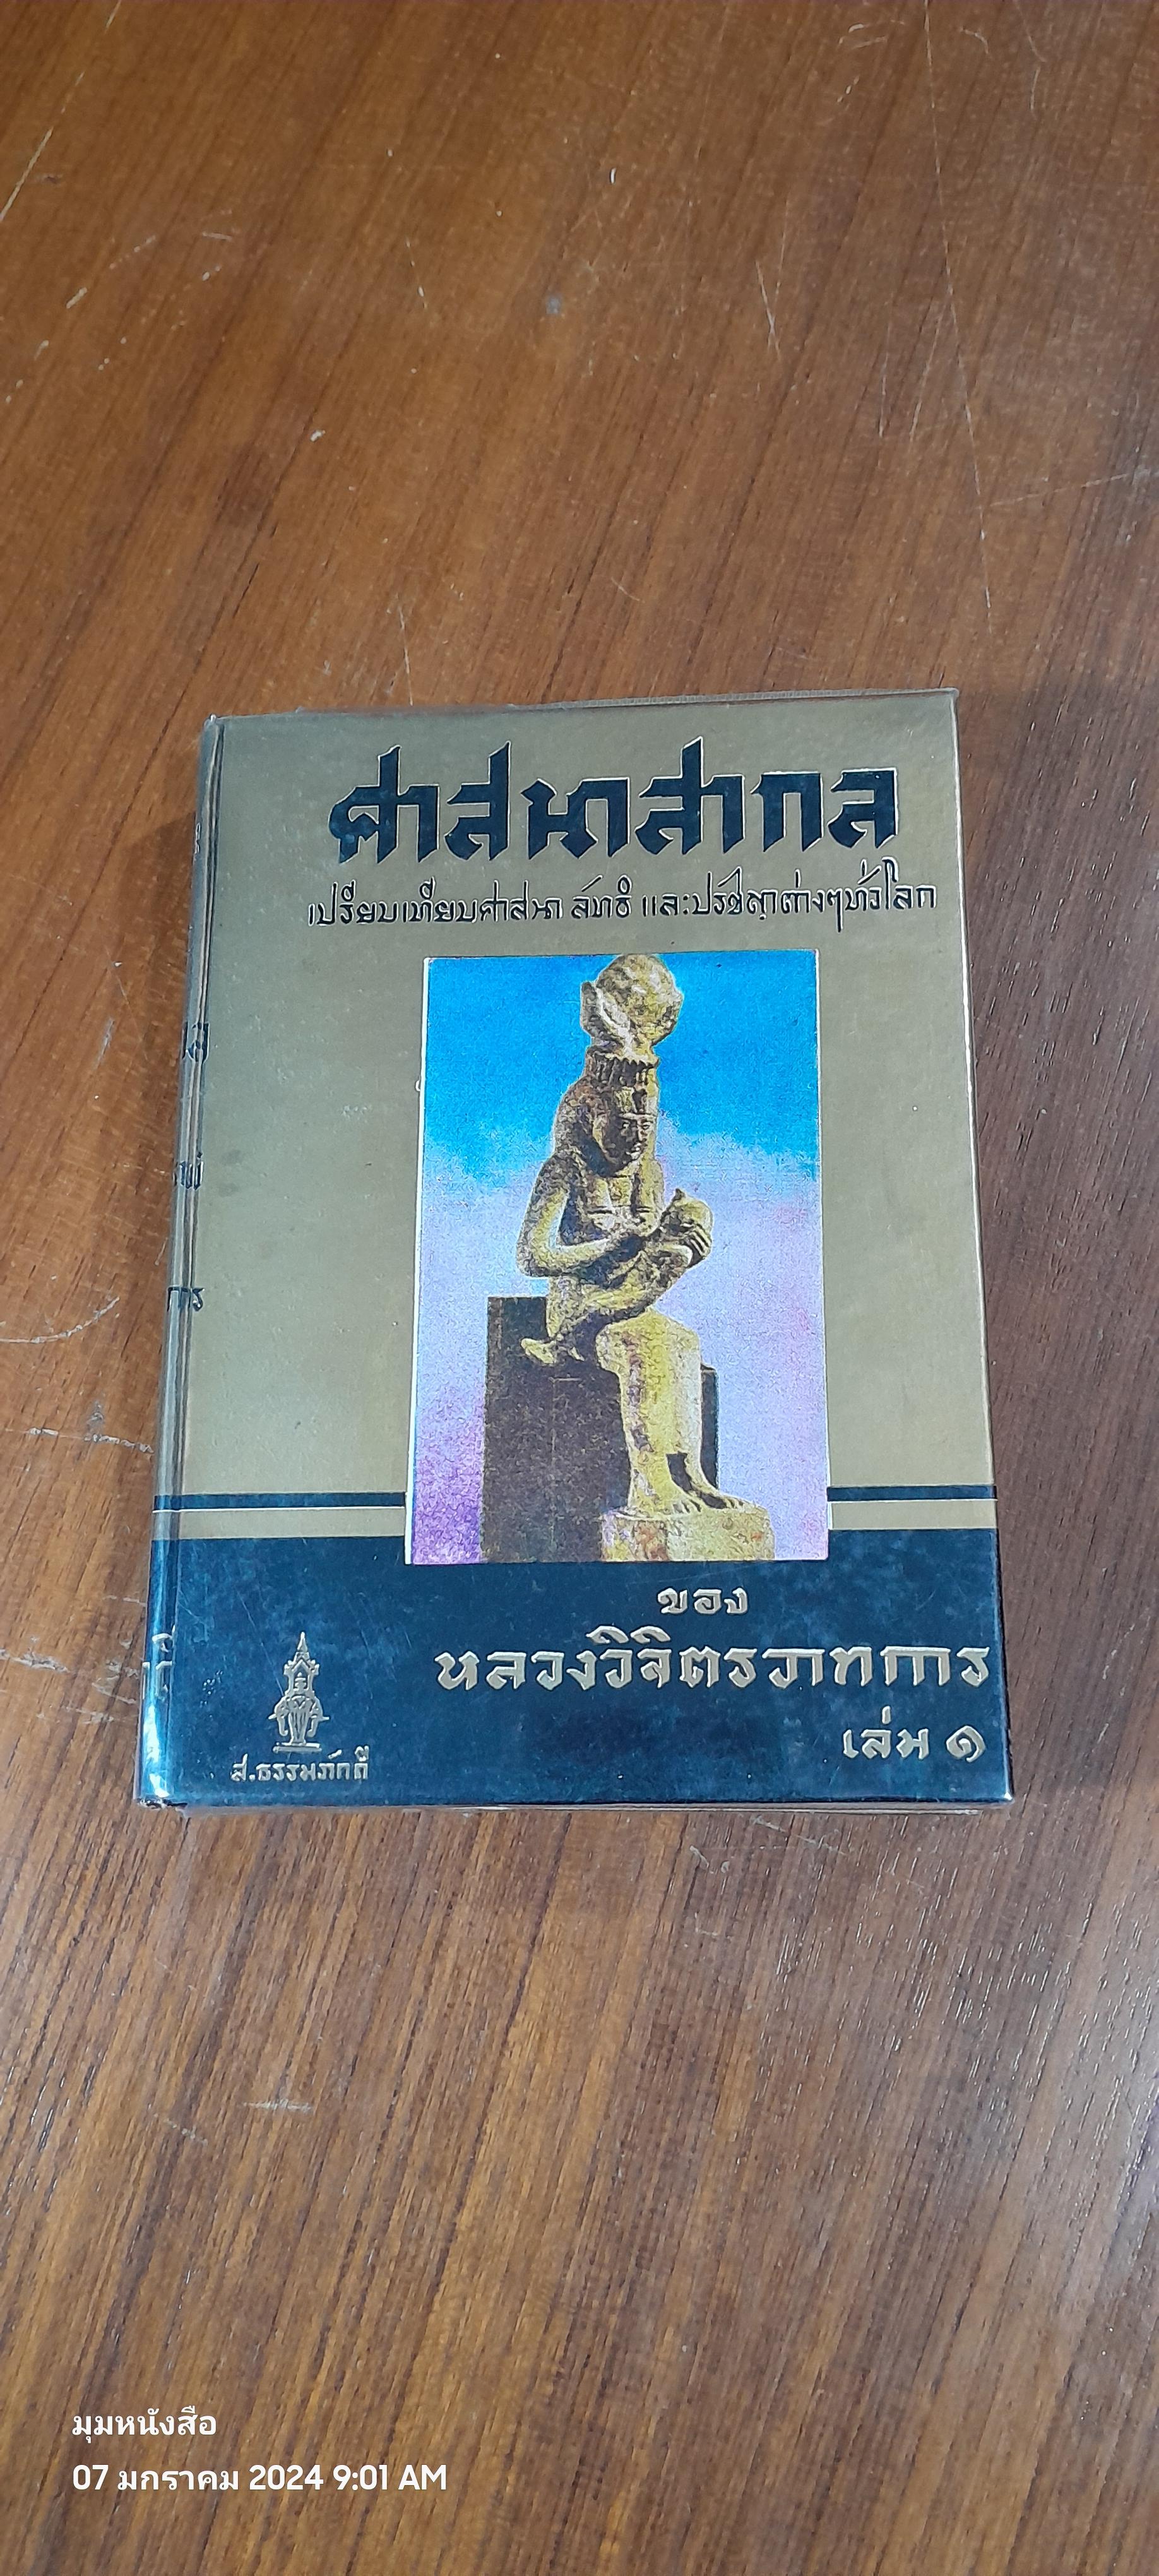 ศาสนาสากล
เปรียบเทียบศาสนา ลัทธิ และปรัชญาต่างๆทั่วโลก
ของ
หลวงวิจิตรวาทการ
เล่ม ๑
ส.ธรรมภักดี
มุมหนังสือ
07 มกราคม 2024 9:01 AM